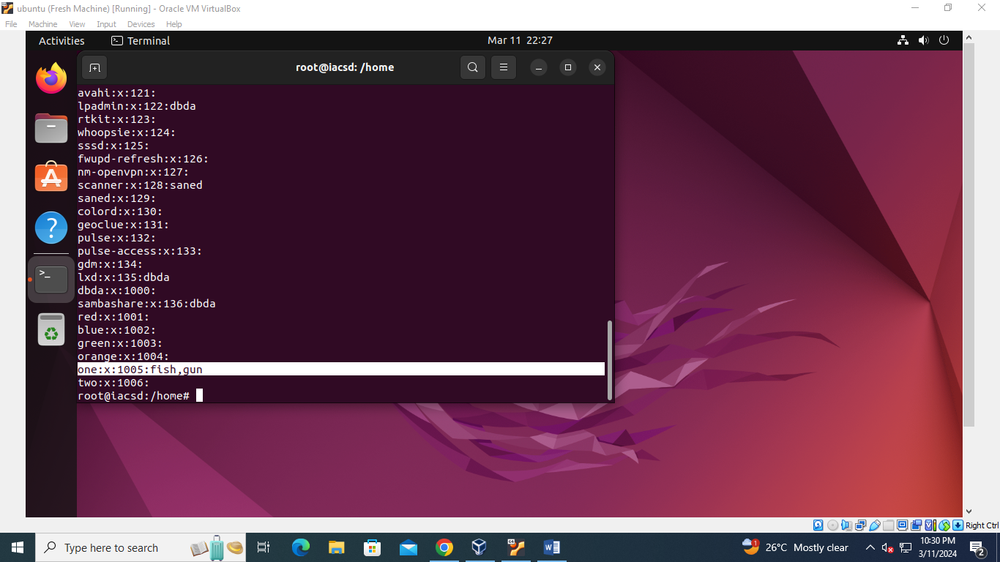 ubuntu (Fresh Machine) [Running] - Oracle VM VirtualBox
File Machine View Input Devices Help
Activities Terminal Mar 11 22:27
root@iacsd: /home
avahi:x:121:
lpadmin:x:122:dbda
rtkit:x:123:
whoopsie:x:124:
sssd:x:125:
fwupd-refresh:x:126:
nm-openvpn:x:127:
scanner:x:128:saned
saned:x:129:
colord:x:130:
geoclue:x:131:
pulse:x:132:
pulse-access:x:133:
gdm:x:134:
lxd:x:135:dbda
dbda:x:1000:
sambashare:x:136:dbda
red:x:1001:
blue:x:1002:
green:x:1003:
orange:x:1004:
one:x:1005:fish,gun
two:x:1006:
root@iacsd:/home#
Right Ctrl
Type here to search
1
26°C Mostly clear
10:30 PM
3/11/2024
2